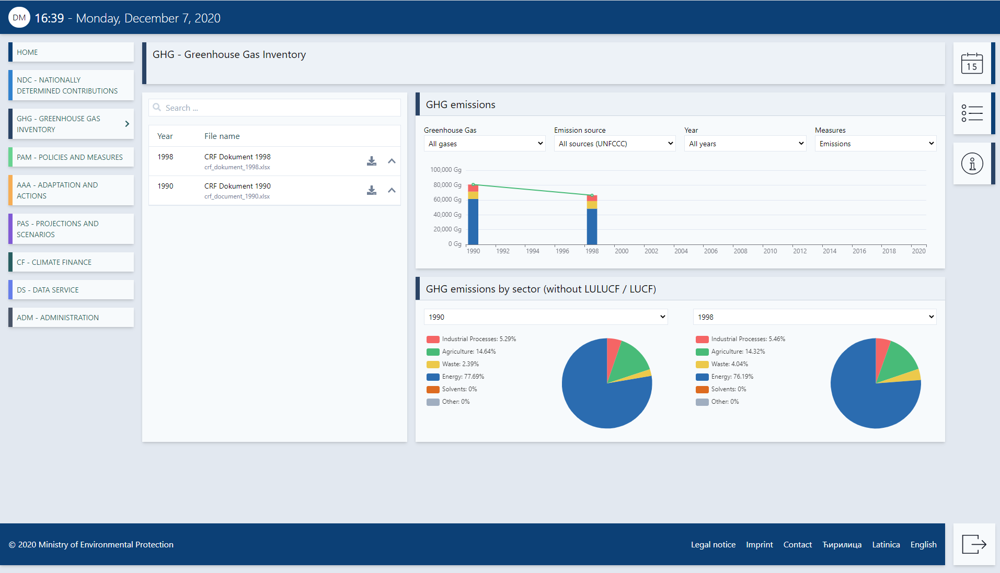 DM 16:39 - Monday, December 7, 2020
HOME
NDC - NATIONALLY
DETERMINED CONTRIBUTIONS
GHG - GREENHOUSE GAS
INVENTORY
PAM - POLICIES AND MEASURES
AAA - ADAPTATION AND
ACTIONS
PAS - PROJECTIONS AND
SCENARIOS
CF - CLIMATE FINANCE
DS - DATA SERVICE
ADM - ADMINISTRATION
GHG - Greenhouse Gas Inventory
Search ...
Year File name
1998 CRF Dokument 1998
crf_dokument_1998.xlsx
1990 CRF Dokument 1990
crf_document_1990.xlsx
GHG emissions
Greenhouse Gas Emission source Year Measures
All gases All sources (UNFCCC) All years Emissions
100,000 Gg
80,000 Gg
60,000 Gg
40,000 Gg
20,000 Gg
0 Gg
1990 1992 1994 1996 1998 2000 2002 2004 2006 2008 2010 2012 2014 2016 2018 2020
GHG emissions by sector (without LULUCF / LUCF)
1990
Industrial Processes: 5.29%
Agriculture: 14.64%
Waste: 2.39%
Energy: 77.69%
Solvents: 0%
Other: 0%
1998
Industrial Processes: 5.46%
Agriculture: 14.32%
Waste: 4.04%
Energy: 76.19%
Solvents: 0%
Other: 0%
15
© 2020 Ministry of Environmental Protection
Legal notice Imprint Contact Ћирилица Latinica English